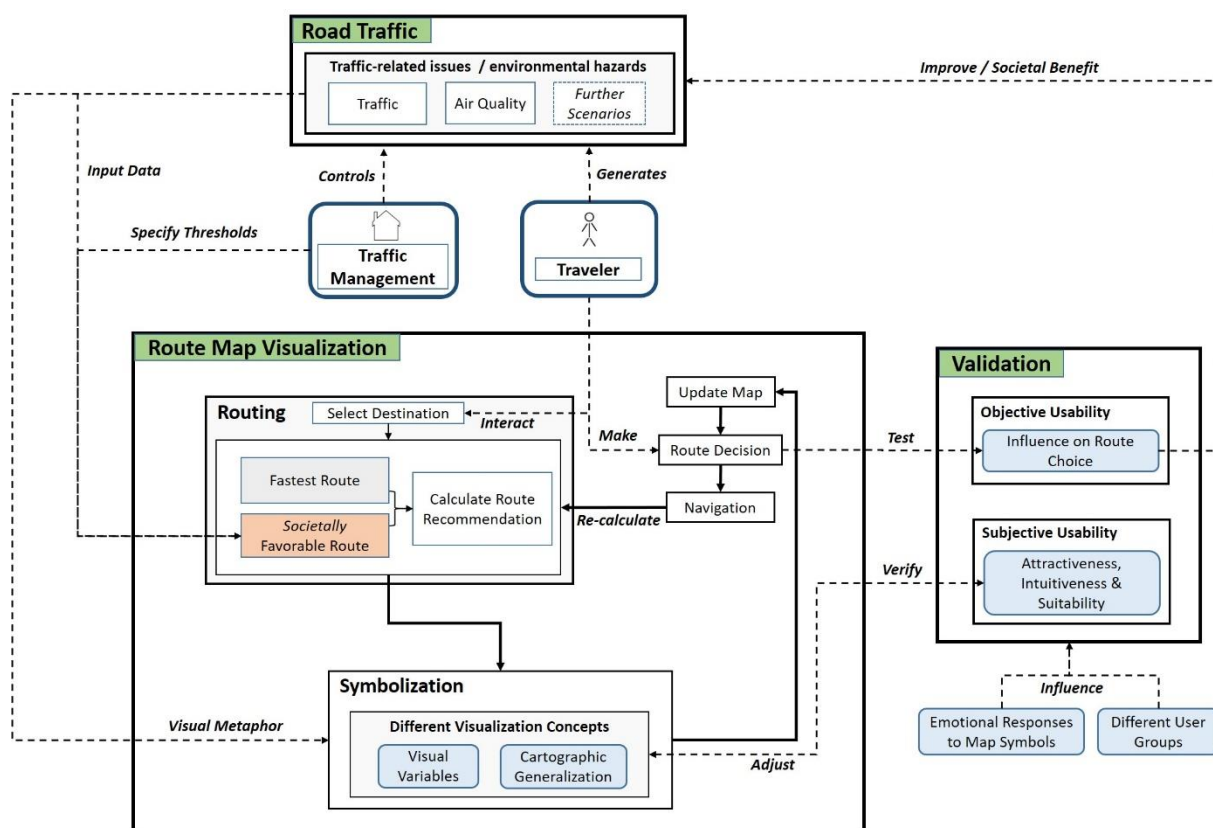 Road Traffic
Traffic-related issues / environmental hazards
Traffic
Air Quality
Further
Scenarios
Improve / Societal Benefit
Input Data
Controls
Generates
Specify Thresholds
Traffic
Management
Traveler
Route Map Visualization
Validation
Routing
Select Destination
Interact
Update Map
Make
Route Decision
Test
Objective Usability
Influence on Route
Choice
Fastest Route
Calculate Route
Recommendation
Societally
Favorable Route
Re-calculate
Navigation
Subjective Usability
Verify
Attractiveness,
Intuitiveness &
Suitability
Symbolization
Influence
Visual Metaphor
Different Visualization Concepts
Visual
Variables
Cartographic
Generalization
Adjust
Emotional Responses
to Map Symbols
Different User
Groups